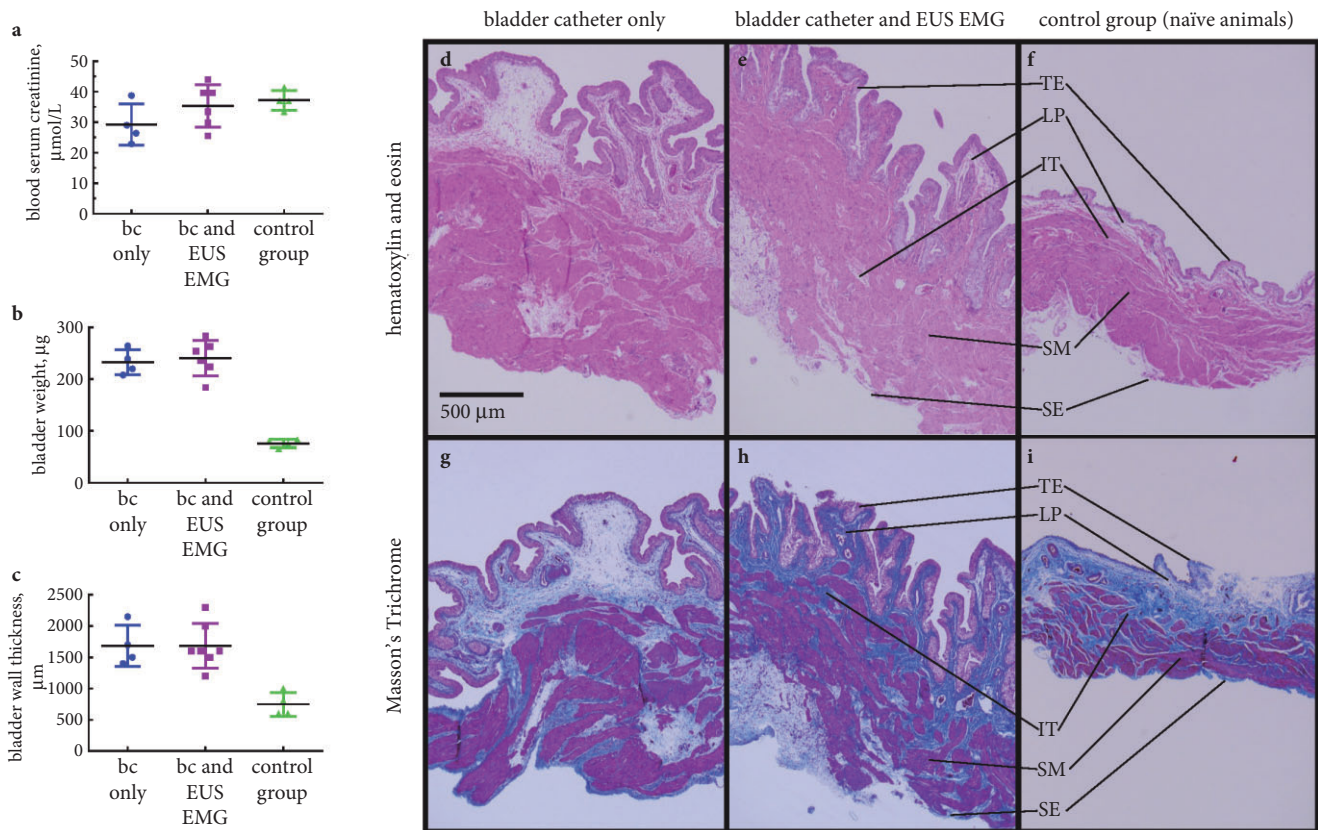 bladder catheter only
bladder catheter and EUS EMG
control group (naïve animals)
a
blood serum creatinine,
µmol/L
50
40
30
20
10
0
bc
only
bc and
EUS
EMG
control
group
b
bladder weight, µg
300
200
100
0
bc
only
bc and
EUS
EMG
control
group
c
bladder wall thickness,
µm
2500
2000
1500
1000
500
0
bc
only
bc and
EUS
EMG
control
group
hematoxylin and eosin
d
500 µm
e
f
TE
LP
IT
SM
SE
Masson's Trichrome
g
h
i
TE
LP
IT
SM
SE